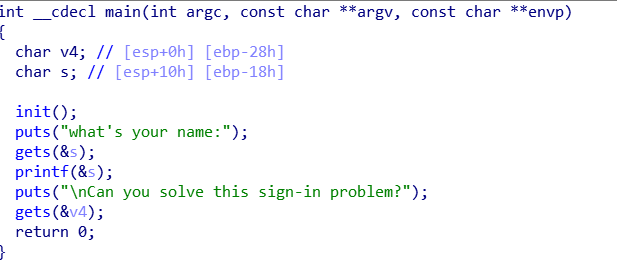 int __cdecl main(int argc, const char **argv, const char **envp)
{
char v4; // [esp+0h] [ebp-28h]
char s; // [esp+10h] [ebp-18h]
init();
puts("what's your name:");
gets(&s);
printf(&s);
puts("\nCan you solve this sign-in problem?");
gets(&v4);
return 0;
}